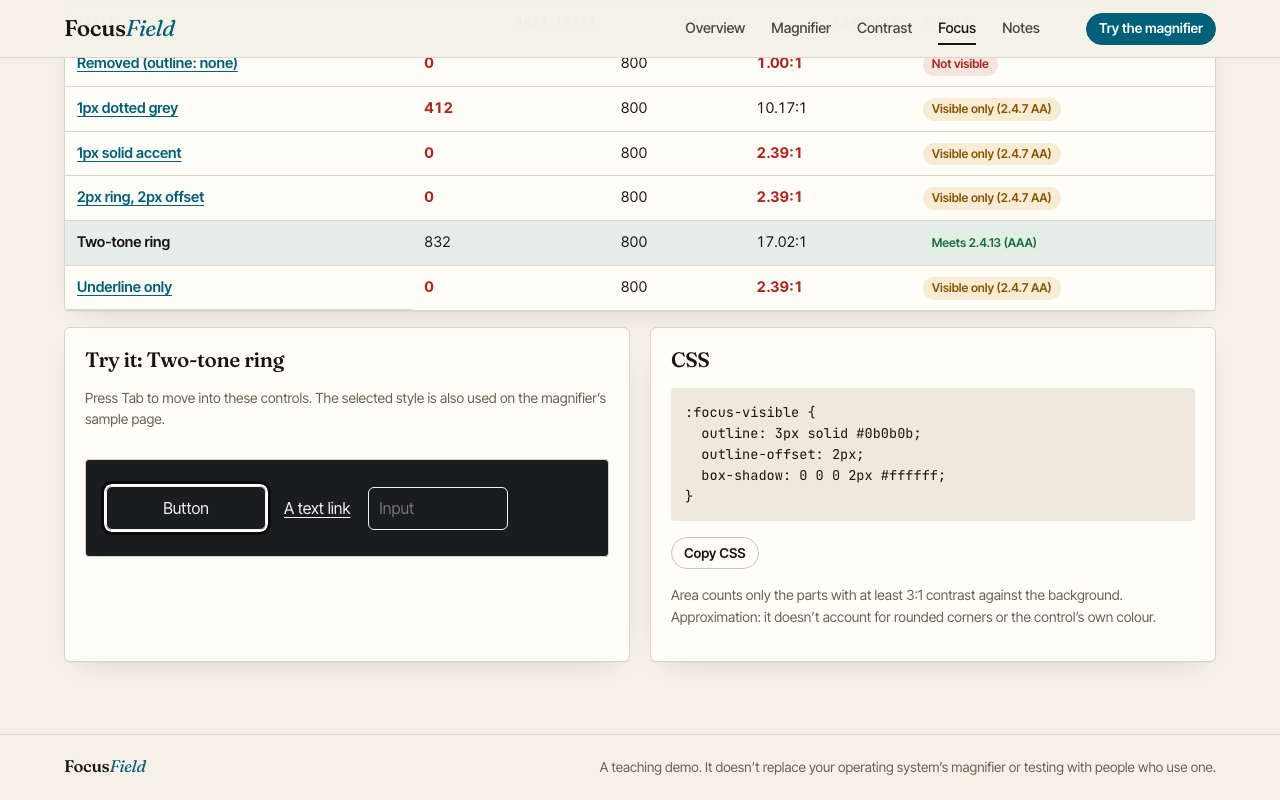 FocusField
Overview Magnifier Contrast Focus Notes Try the magnifier
Removed (outline: none) 0 800 1.00:1 Not visible
1px dotted grey 412 800 10.17:1 Visible only (2.4.7 AA)
1px solid accent 0 800 2.39:1 Visible only (2.4.7 AA)
2px ring, 2px offset 0 800 2.39:1 Visible only (2.4.7 AA)
Two-tone ring 832 800 17.02:1 Meets 2.4.13 (AAA)
Underline only 0 800 2.39:1 Visible only (2.4.7 AA)
Try it: Two-tone ring
Press Tab to move into these controls. The selected style is also used on the magnifier’s
sample page.
Button A text link Input
CSS
:focus-visible {
  outline: 3px solid #0b0b0b;
  outline-offset: 2px;
  box-shadow: 0 0 0 2px #ffffff;
}
Copy CSS
Area counts only the parts with at least 3:1 contrast against the background.
Approximation: it doesn’t account for rounded corners or the control’s own colour.
FocusField
A teaching demo. It doesn’t replace your operating system’s magnifier or testing with people who use one.